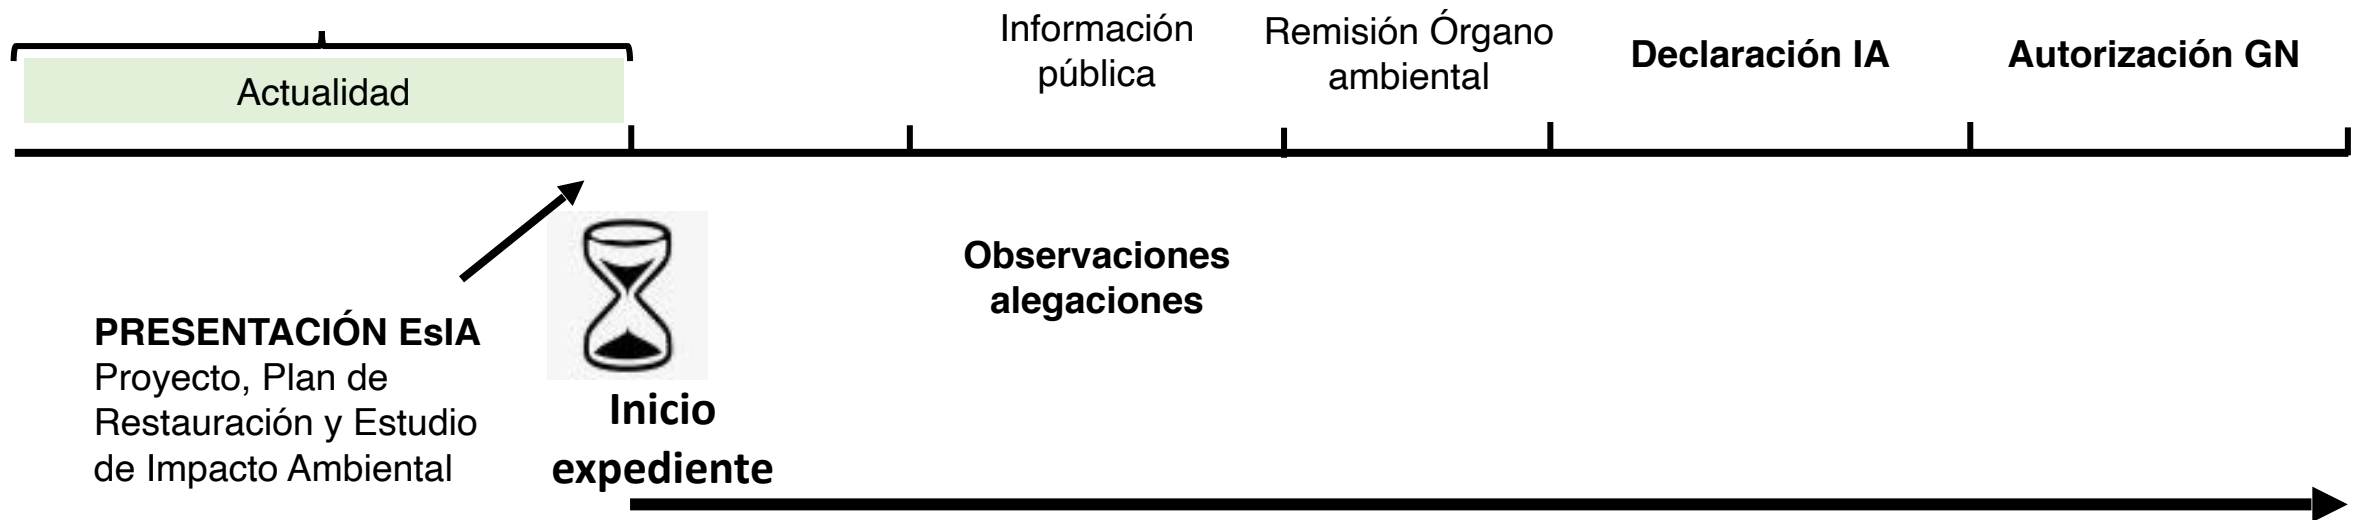 Actualidad
Información
pública
Remisión Órgano
ambiental
Declaración IA
Autorización GN
PRESENTACIÓN EsIA
Proyecto, Plan de
Restauración y Estudio
de Impacto Ambiental
Inicio
expediente
Observaciones
alegaciones